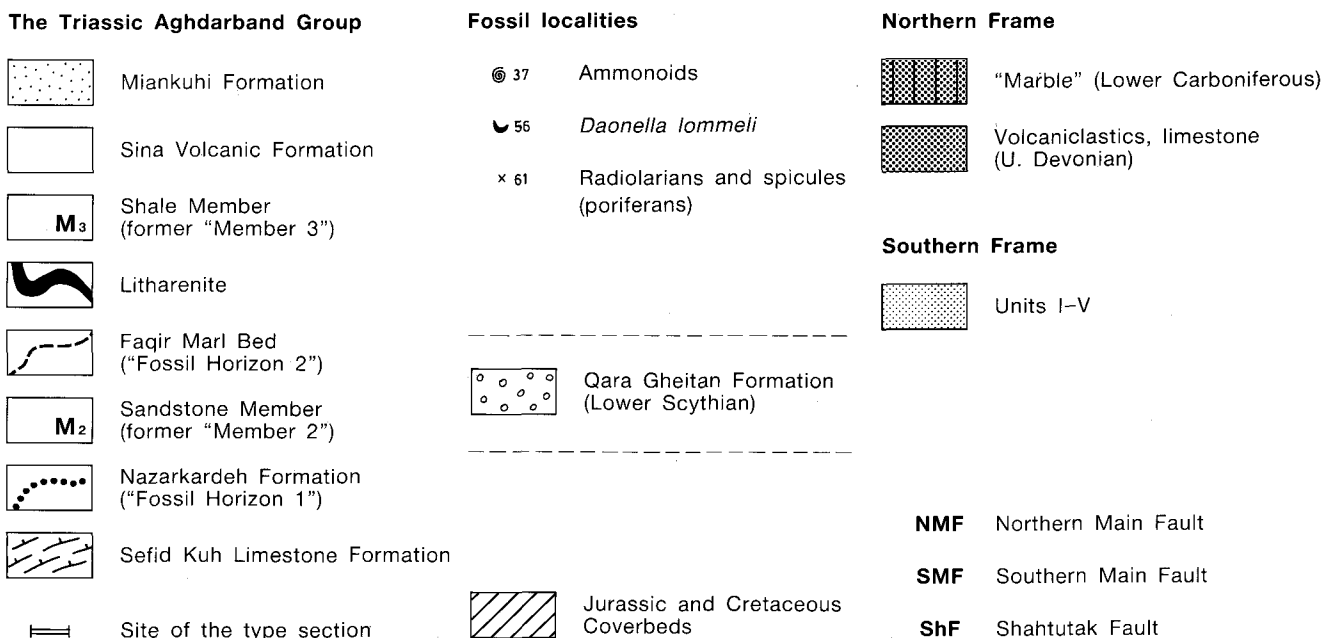 The Triassic Aghdarband Group
Miankuhi Formation
Sina Volcanic Formation
M3
Shale Member
(former "Member 3")
Litharenite
Faqir Marl Bed
("Fossil Horizon 2")
M2
Sandstone Member
(former "Member 2")
Nazarkardeh Formation
("Fossil Horizon 1")
Sefid Kuh Limestone Formation
Site of the type section
Fossil localities
37 Ammonoids
56 Daonella lommeli
× 61 Radiolarians and spicules
(poriferans)
Qara Gheitan Formation
(Lower Scythian)
Jurassic and Cretaceous
Coverbeds
Northern Frame
"Marble" (Lower Carboniferous)
Volcaniclastics, limestone
(U. Devonian)
Southern Frame
Units I–V
NMF Northern Main Fault
SMF Southern Main Fault
ShF Shahtutak Fault